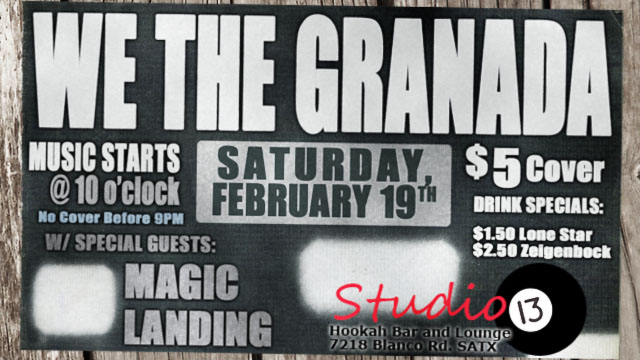 WE THE GRANADA
MUSIC STARTS
@ 10 o'clock
No Cover Before 9PM
SATURDAY,
FEBRUARY 19TH
$5 Cover
DRINK SPECIALS:
$1.50 Lone Star
$2.50 Zeigenbock
W/ SPECIAL GUESTS:
MAGIC
LANDING
Studio 13
Hookah Bar and Lounge
7218 Blanco Rd. SATX